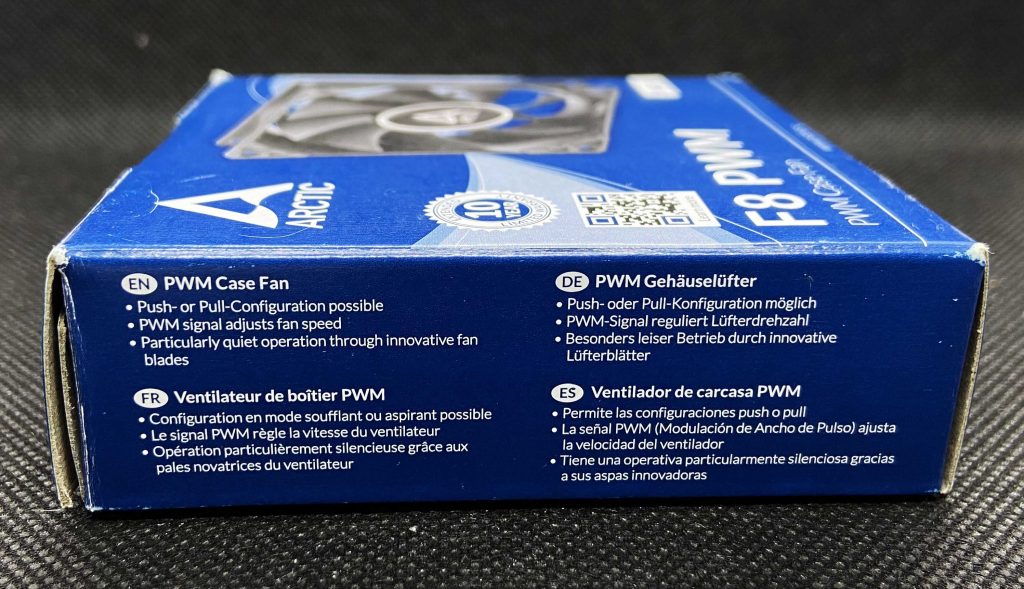 ARCTIC
10
YEAR
F8 PWM
PWM Case Fan
EN PWM Case Fan
• Push- or Pull-Configuration possible
• PWM signal adjusts fan speed
• Particularly quiet operation through innovative fan
blades
FR Ventilateur de boîtier PWM
• Configuration en mode soufflant ou aspirant possible
• Le signal PWM règle la vitesse du ventilateur
• Opération particulièrement silencieuse grâce aux
pales novatrices du ventilateur
DE PWM Gehäuselüfter
• Push- oder Pull-Konfiguration möglich
• PWM-Signal reguliert Lüfterdrehzahl
• Besonders leiser Betrieb durch innovative
Lüfterblätter
ES Ventilador de carcasa PWM
• Permite las configuraciones push o pull
• La señal PWM (Modulación de Ancho de Pulso) ajusta
la velocidad del ventilador
• Tiene una operativa particularmente silenciosa gracias
a sus aspas innovadoras